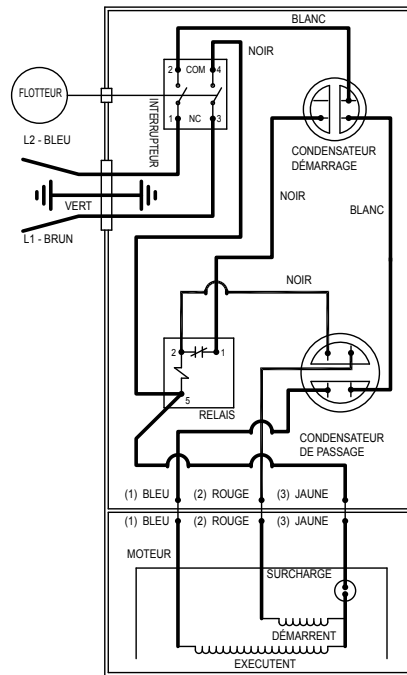 BLANC
NOIR
2 COM 4
FLOTTEUR
INTERRUPTEUR
1 NC 3
L2 - BLEU
VERT
L1 - BRUN
CONDENSATEUR
DÉMARRAGE
NOIR
BLANC
NOIR
2 1
5
RELAIS
CONDENSATEUR
DE PASSAGE
(1) BLEU (2) ROUGE (3) JAUNE
(1) BLEU (2) ROUGE (3) JAUNE
MOTEUR
SURCHARGE
DÉMARRENT
EXECUTENT